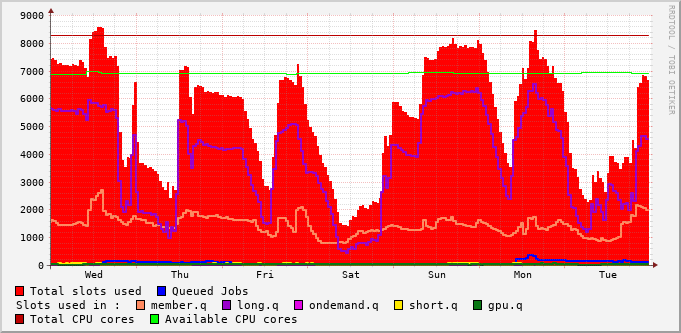 9000
8000
7000
6000
5000
4000
3000
2000
1000
0
Wed Thu Fri Sat Sun Mon Tue
RRDTOOL / TOBI OETIKER
Total slots used Queued Jobs
Slots used in : member.q long.q ondemand.q short.q gpu.q
Total CPU cores Available CPU cores